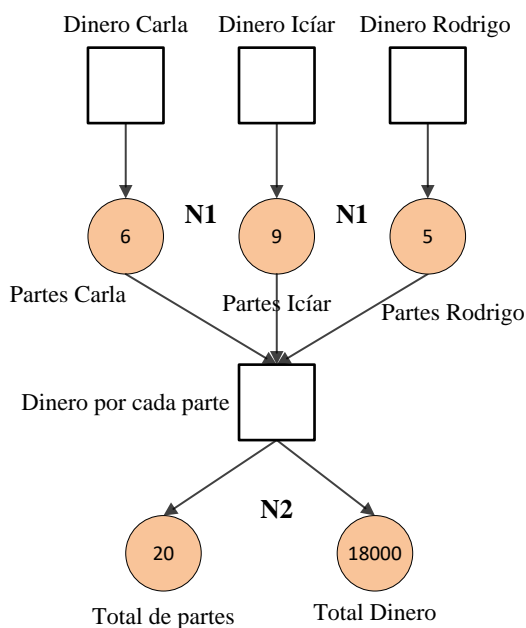 Dinero Carla
Dinero Icíar
Dinero Rodrigo
N1
N1
6
9
5
Partes Carla
Partes Icíar
Partes Rodrigo
Dinero por cada parte
N2
20
18000
Total de partes
Total Dinero